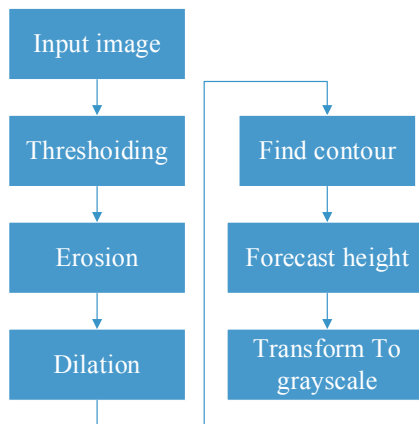 Input image
Threshoiding
Erosion
Dilation
Find contour
Forecast height
Transform To
grayscale